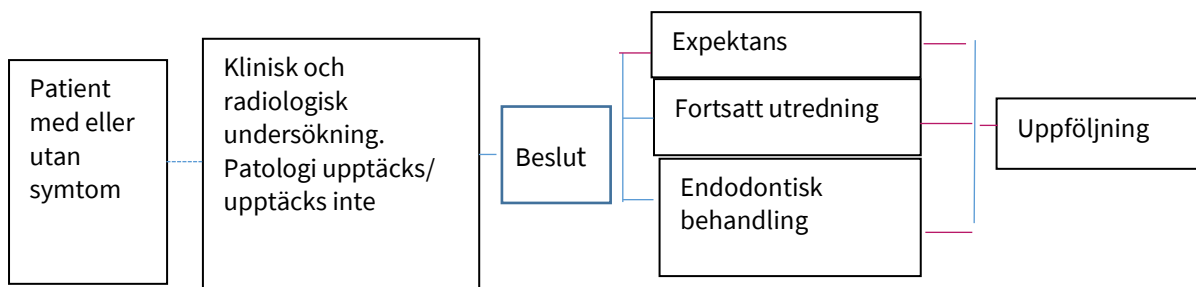 Patient
med eller
utan
symtom
Klinisk och
radiologisk
undersökning.
Patologi upptäcks/
upptäcks inte
Beslut
Expektans
Fortsatt utredning
Endodontisk
behandling
Uppföljning